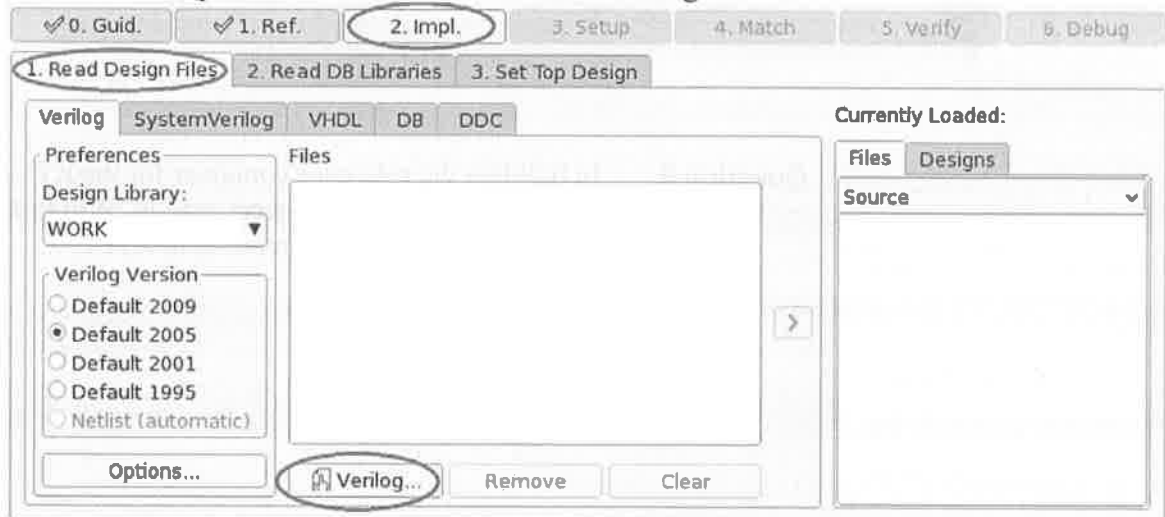 0. Guid.
1. Ref.
2. Impl.
3. Setup
4. Match
5. Verify
6. Debug
1. Read Design Files
2. Read DB Libraries
3. Set Top Design
Verilog
SystemVerilog
VHDL
DB
DDC
Preferences
Design Library:
WORK
Verilog Version
Default 2009
Default 2005
Default 2001
Default 1995
Netlist (automatic)
Options...
Files
Verilog...
Remove
Clear
Currently Loaded:
Files
Designs
Source